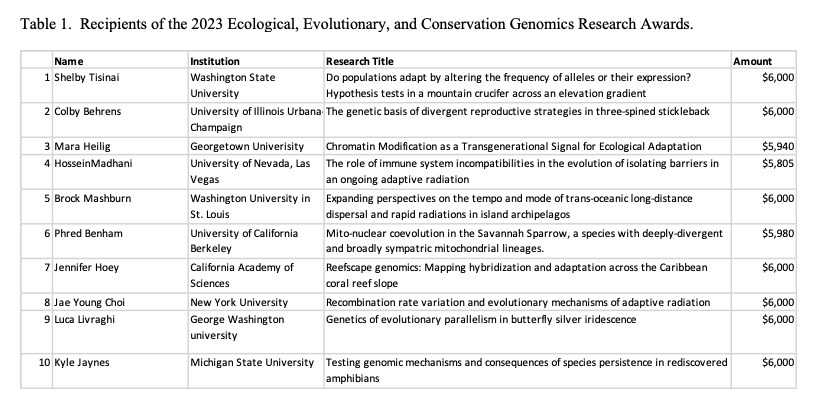 Table 1.  Recipients of the 2023 Ecological, Evolutionary, and Conservation Genomics Research Awards.
Name Institution Research Title Amount
1 Shelby Tisinai Washington State Do populations adapt by altering the frequency of alleles or their expression? $6,000
University Hypothesis tests in a mountain crucifer across an elevation gradient
2 Colby Behrens University of Illinois Urbana- The genetic basis of divergent reproductive strategies in three-spined stickleback $6,000
Champaign
3 Mara Heilig Georgetown Univerisity Chromatin Modification as a Transgenerational Signal for Ecological Adaptation $5,940
4 HosseinMadhani University of Nevada, Las The role of immune system incompatibilities in the evolution of isolating barriers in $5,805
Vegas an ongoing adaptive radiation
5 Brock Mashburn Washington University in Expanding perspectives on the tempo and mode of trans-oceanic long-distance $6,000
St. Louis dispersal and rapid radiations in island archipelagos
6 Phred Benham University of California Mito-nuclear coevolution in the Savannah Sparrow, a species with deeply-divergent $5,980
Berkeley and broadly sympatric mitochondrial lineages.
7 Jennifer Hoey California Academy of Reefscape genomics: Mapping hybridization and adaptation across the Caribbean $6,000
Sciences coral reef slope
8 Jae Young Choi New York University Recombination rate variation and evolutionary mechanisms of adaptive radiation $6,000
9 Luca Livraghi George Washington Genetics of evolutionary parallelism in butterfly silver iridescence $6,000
university
10 Kyle Jaynes Michigan State University Testing genomic mechanisms and consequences of species persistence in rediscovered $6,000
amphibians